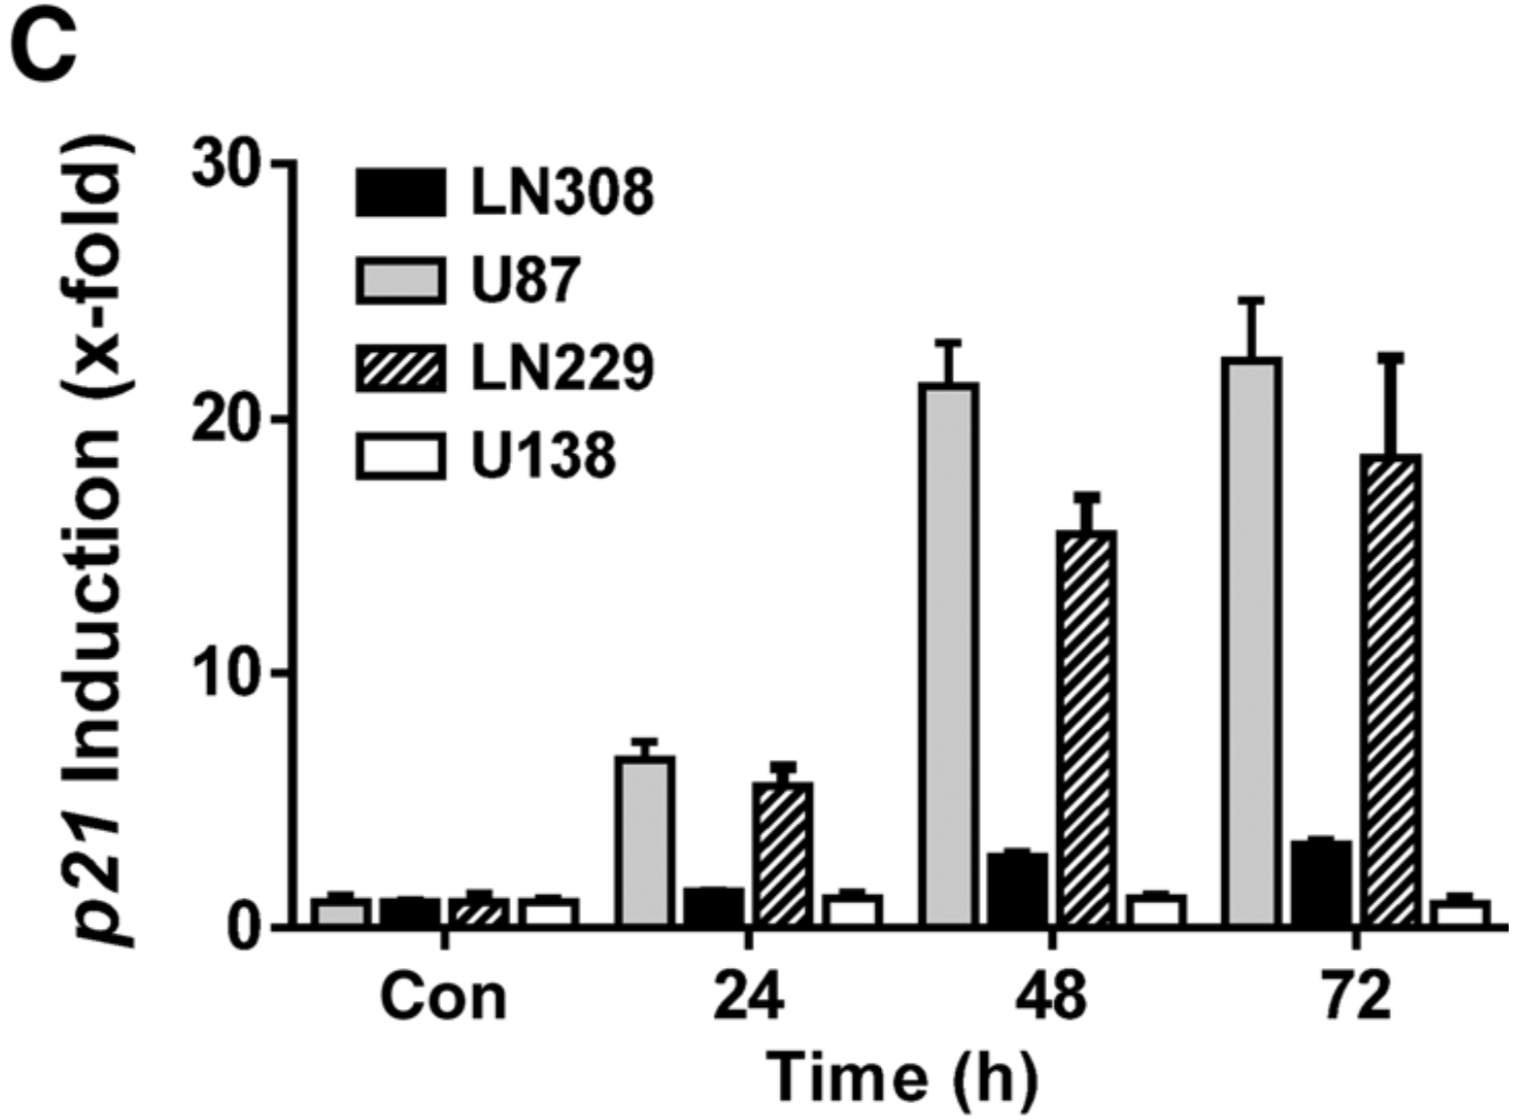 C
p21 Induction (x-fold)
30
20
10
0
LN308
U87
LN229
U138
Con 24 48 72
Time (h)